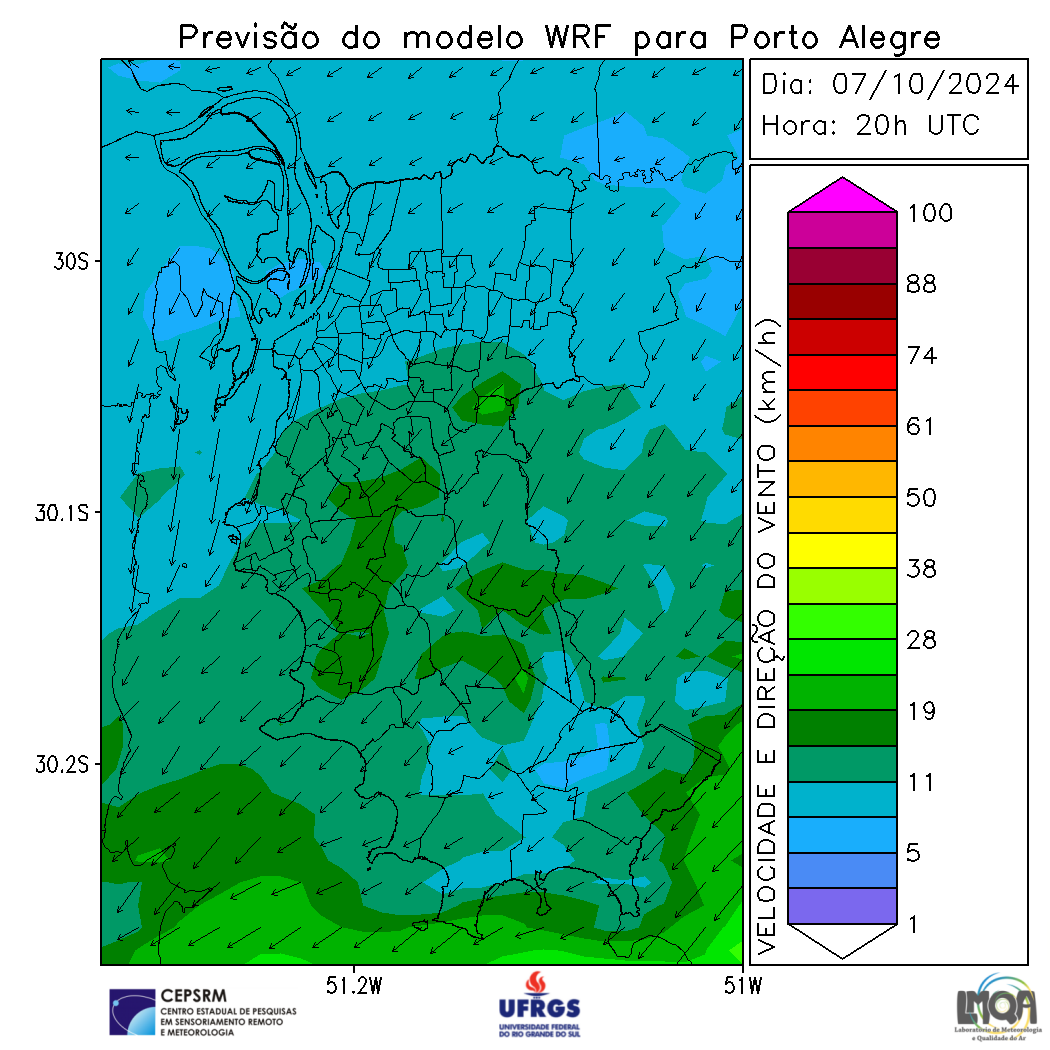 Previsão do modelo WRF para Porto Alegre
Dia: 07/10/2024
Hora: 20h UTC
30S
30.1S
30.2S
51.2W
51W
VELOCIDADE E DIREÇÃO DO VENTO (km/h)
100
88
74
61
50
38
28
19
11
5
1
CEPSRM
CENTRO ESTADUAL DE PESQUISAS
EM SENSORIAMENTO REMOTO
E METEOROLOGIA
UFRGS
UNIVERSIDADE FEDERAL
DO RIO GRANDE DO SUL
LMQA
Laboratório de Meteorologia
e Qualidade do Ar